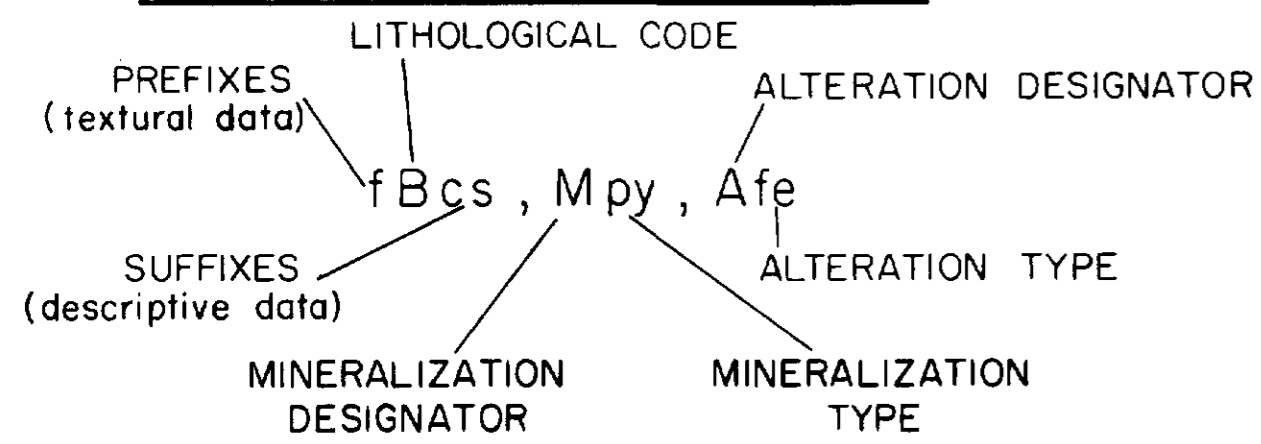 LITHOLOGICAL CODE
PREFIXES
(textural data)
ALTERATION DESIGNATOR
fBcs, Mpy, Afe
SUFFIXES
(descriptive data)
ALTERATION TYPE
MINERALIZATION
DESIGNATOR
MINERALIZATION
TYPE